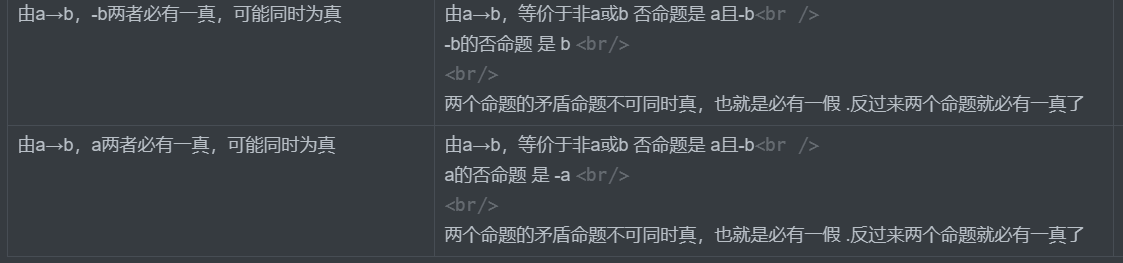 由a→b，-b两者必有一真，可能同时为真
由a→b，等价于非a或b 否命题是 a且-b<br />
-b的否命题 是 b <br/>
<br/>
两个命题的矛盾命题不可同时真，也就是必有一假 .反过来两个命题就必有一真了
由a→b，a两者必有一真，可能同时为真
由a→b，等价于非a或b 否命题是 a且-b<br />
a的否命题 是 -a <br/>
<br/>
两个命题的矛盾命题不可同时真，也就是必有一假 .反过来两个命题就必有一真了